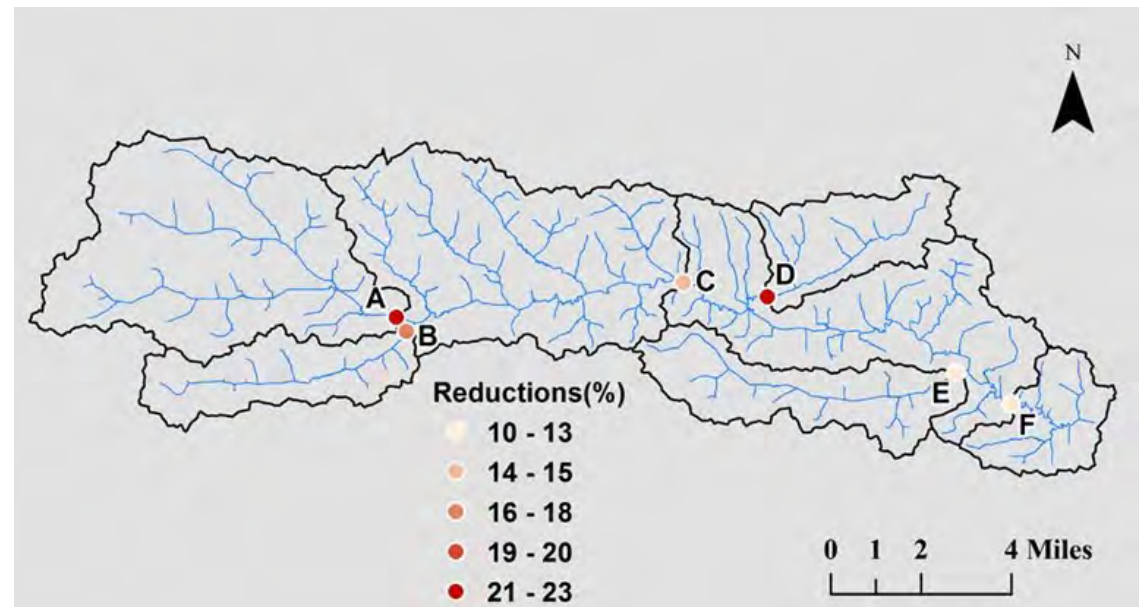 N
A
B
C
D
E
F
Reductions(%)
10 - 13
14 - 15
16 - 18
19 - 20
21 - 23
0 1 2 4 Miles